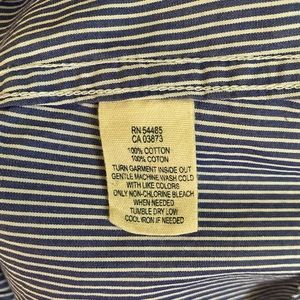 RN 54485
CA 03873
100% COTTON
100% COTON
TURN GARMENT INSIDE OUT
GENTLE MACHINE WASH COLD
WITH LIKE COLORS
ONLY NON-CHLORINE BLEACH
WHEN NEEDED
TUMBLE DRY LOW
COOL IRON IF NEEDED